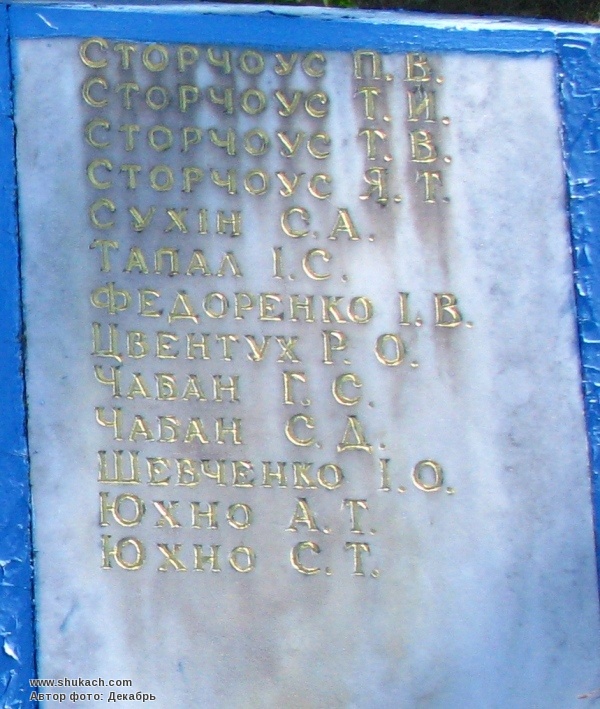 Сторчоус П. В.
Сторчоус Т. Й.
Сторчоус Т. В.
Сторчоус Я. Т.
Сухін С. А.
Тапал І. С.
Федоренко І. В.
Цвентух Р. О.
Чабан Г. С.
Чабан С. Д.
Шевченко І. О.
Юхно А. Т.
Юхно С. Т.
www.shukach.com
Автор фото: Декабрь